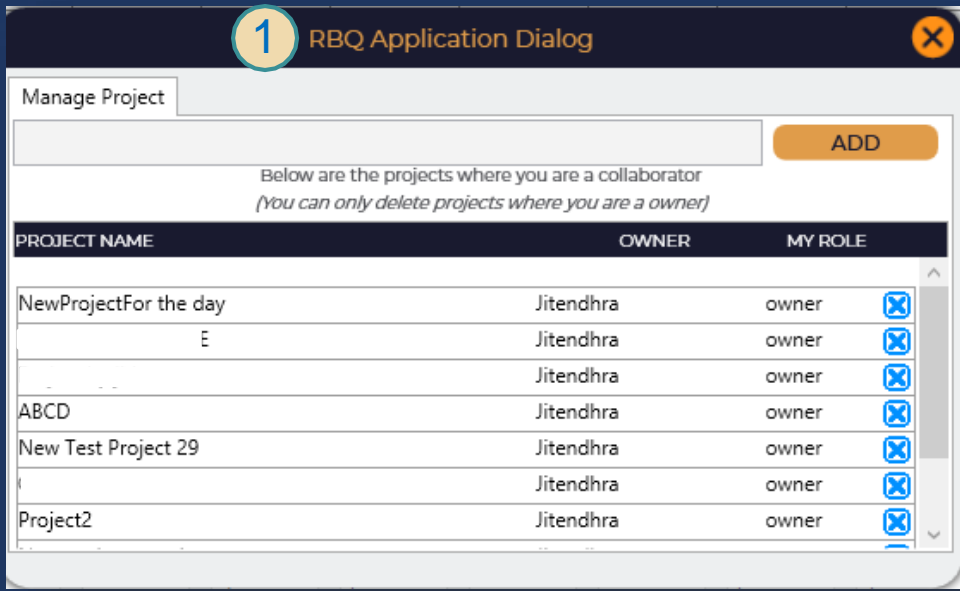 1 RBQ Application Dialog
Manage Project
ADD
Below are the projects where you are a collaborator
(You can only delete projects where you are a owner)
PROJECT NAME OWNER MY ROLE
NewProjectFor the day Jitendhra owner
E Jitendhra owner
Jitendhra owner
ABCD Jitendhra owner
New Test Project 29 Jitendhra owner
Jitendhra owner
Project2 Jitendhra owner